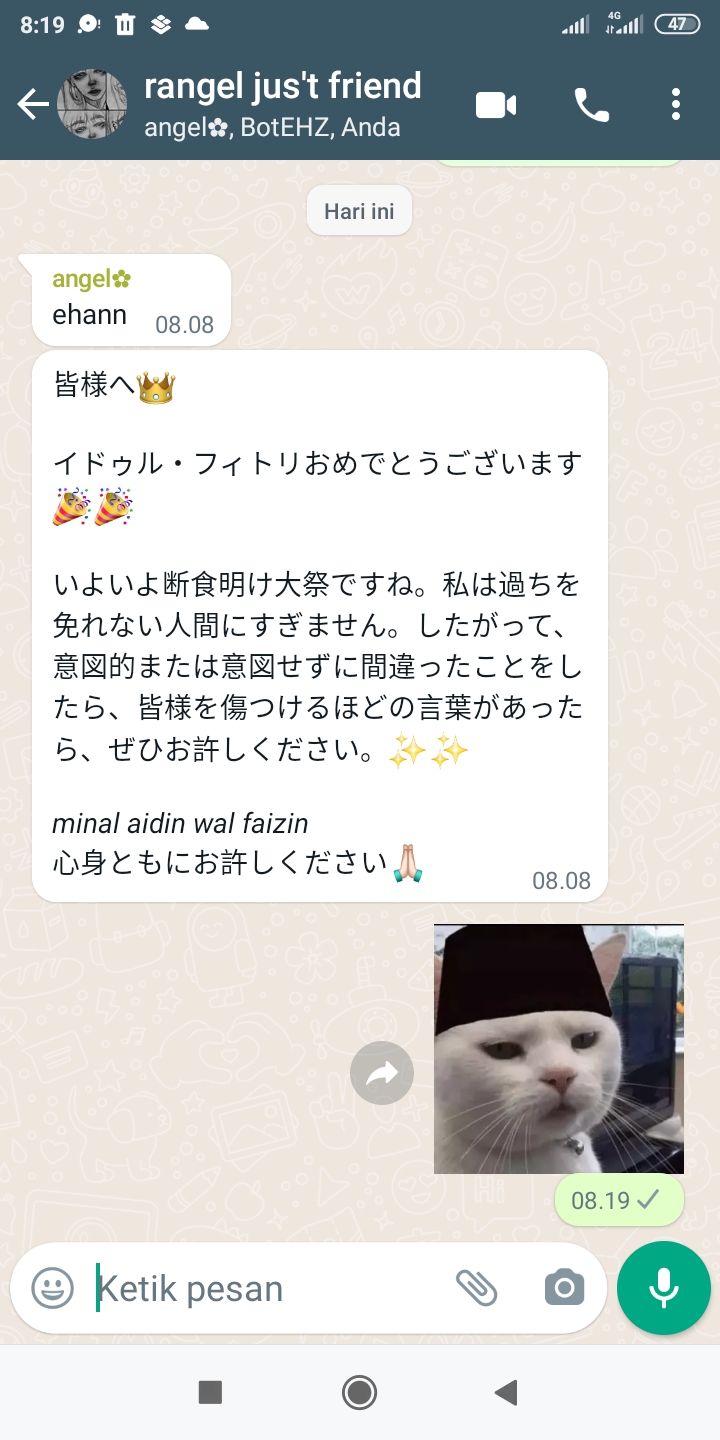 8:19
4G
47
rangel jus't friend
angel✿, BotEHZ, Anda
Hari ini
angel✿
ehann
08.08
皆様へ👑
イドゥル・フィトリおめでとうございます
🎉🎉
いよいよ断食明け大祭ですね。私は過ちを
免れない人間にすぎません。したがって、
意図的または意図せずに間違ったことをし
たら、皆様を傷つけるほどの言葉があった
ら、ぜひお許しください。✨✨
minal aidin wal faizin
心身ともにお許しください🙏🏻
08.08
08.19
Ketik pesan